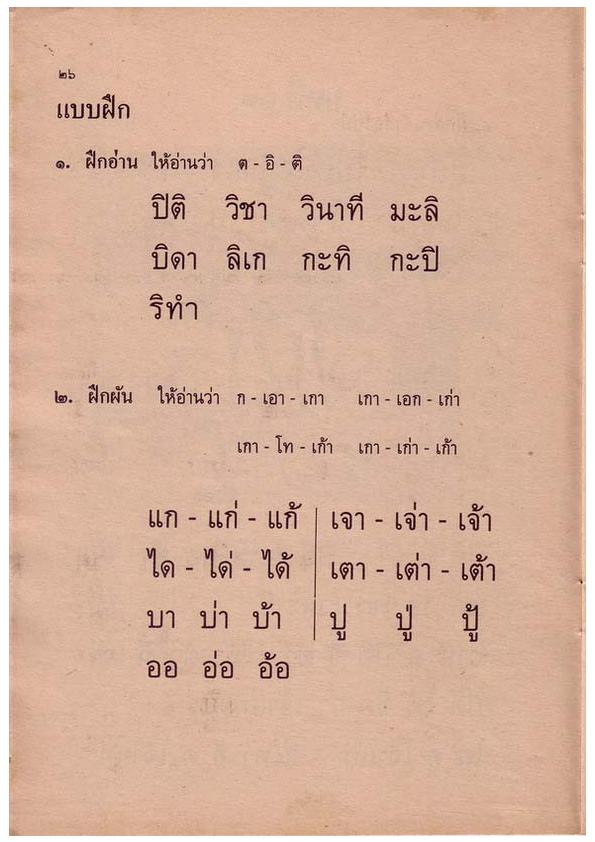 ๒๖
แบบฝึก
๑. ฝึกอ่าน ให้อ่านว่า ต - อิ - ติ
ปิติ วิชา วินาที มะลิ
บิดา ลิเก กะทิ กะปิ
ริทำ
๒. ฝึกผัน ให้อ่านว่า ก - เอา - เกา เกา - เอก - เก่า
เกา - โท - เก้า เกา - เก่า - เก้า
แก - แก่ - แก้ เจา - เจ่า - เจ้า
ได - ได่ - ได้ เตา - เต่า - เต้า
บา บ่า บ้า ปู ปู่ ปู้
ออ อ่อ อ้อ